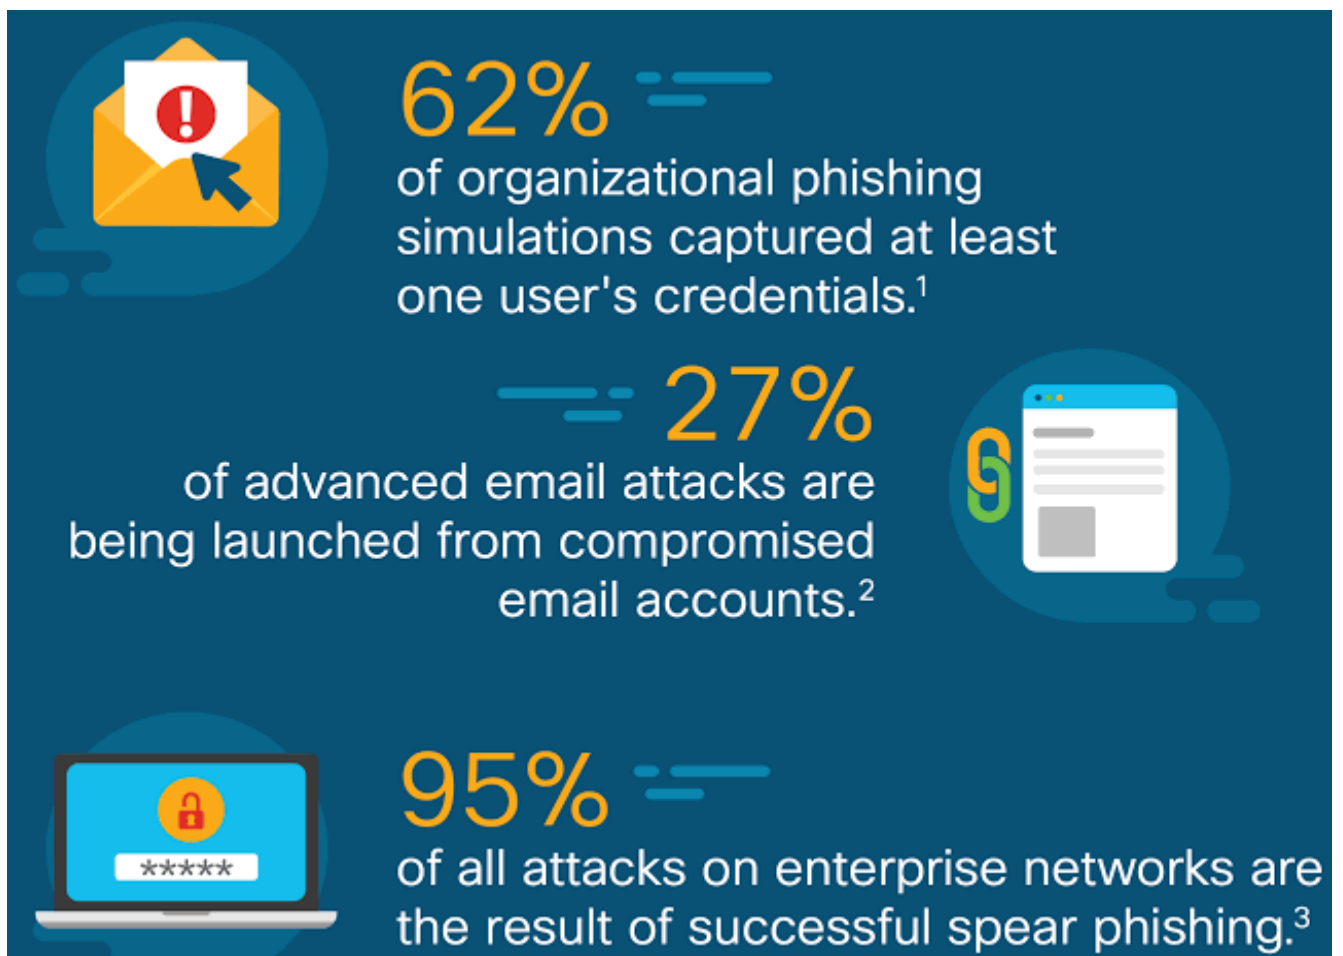 62%
of organizational phishing
simulations captured at least
one user's credentials.¹
27%
of advanced email attacks are
being launched from compromised
email accounts.²
*****
95%
of all attacks on enterprise networks are
the result of successful spear phishing.³